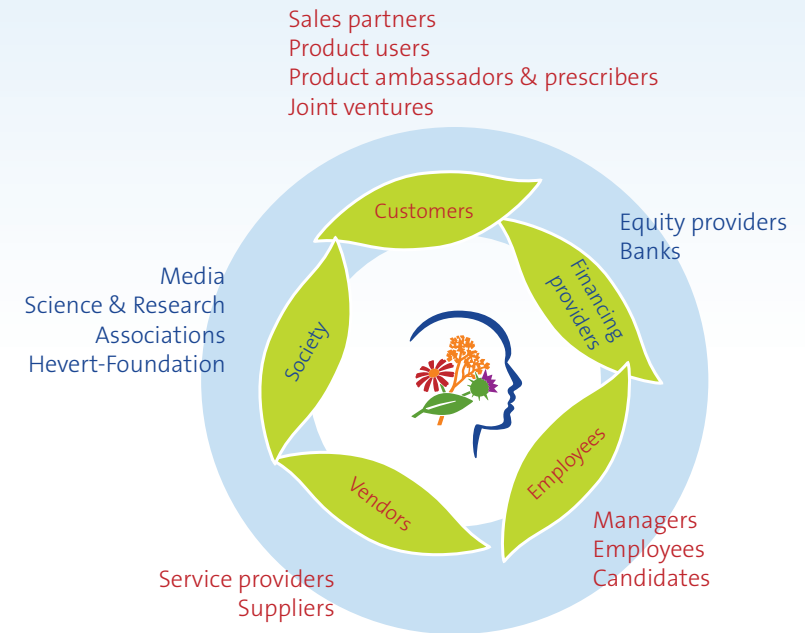 Sales partners
Product users
Product ambassadors & prescribers
Joint ventures
Customers
Equity providers
Banks
Financing
providers
Media
Science & Research
Associations
Hevert-Foundation
Society
Employees
Managers
Employees
Candidates
Vendors
Service providers
Suppliers